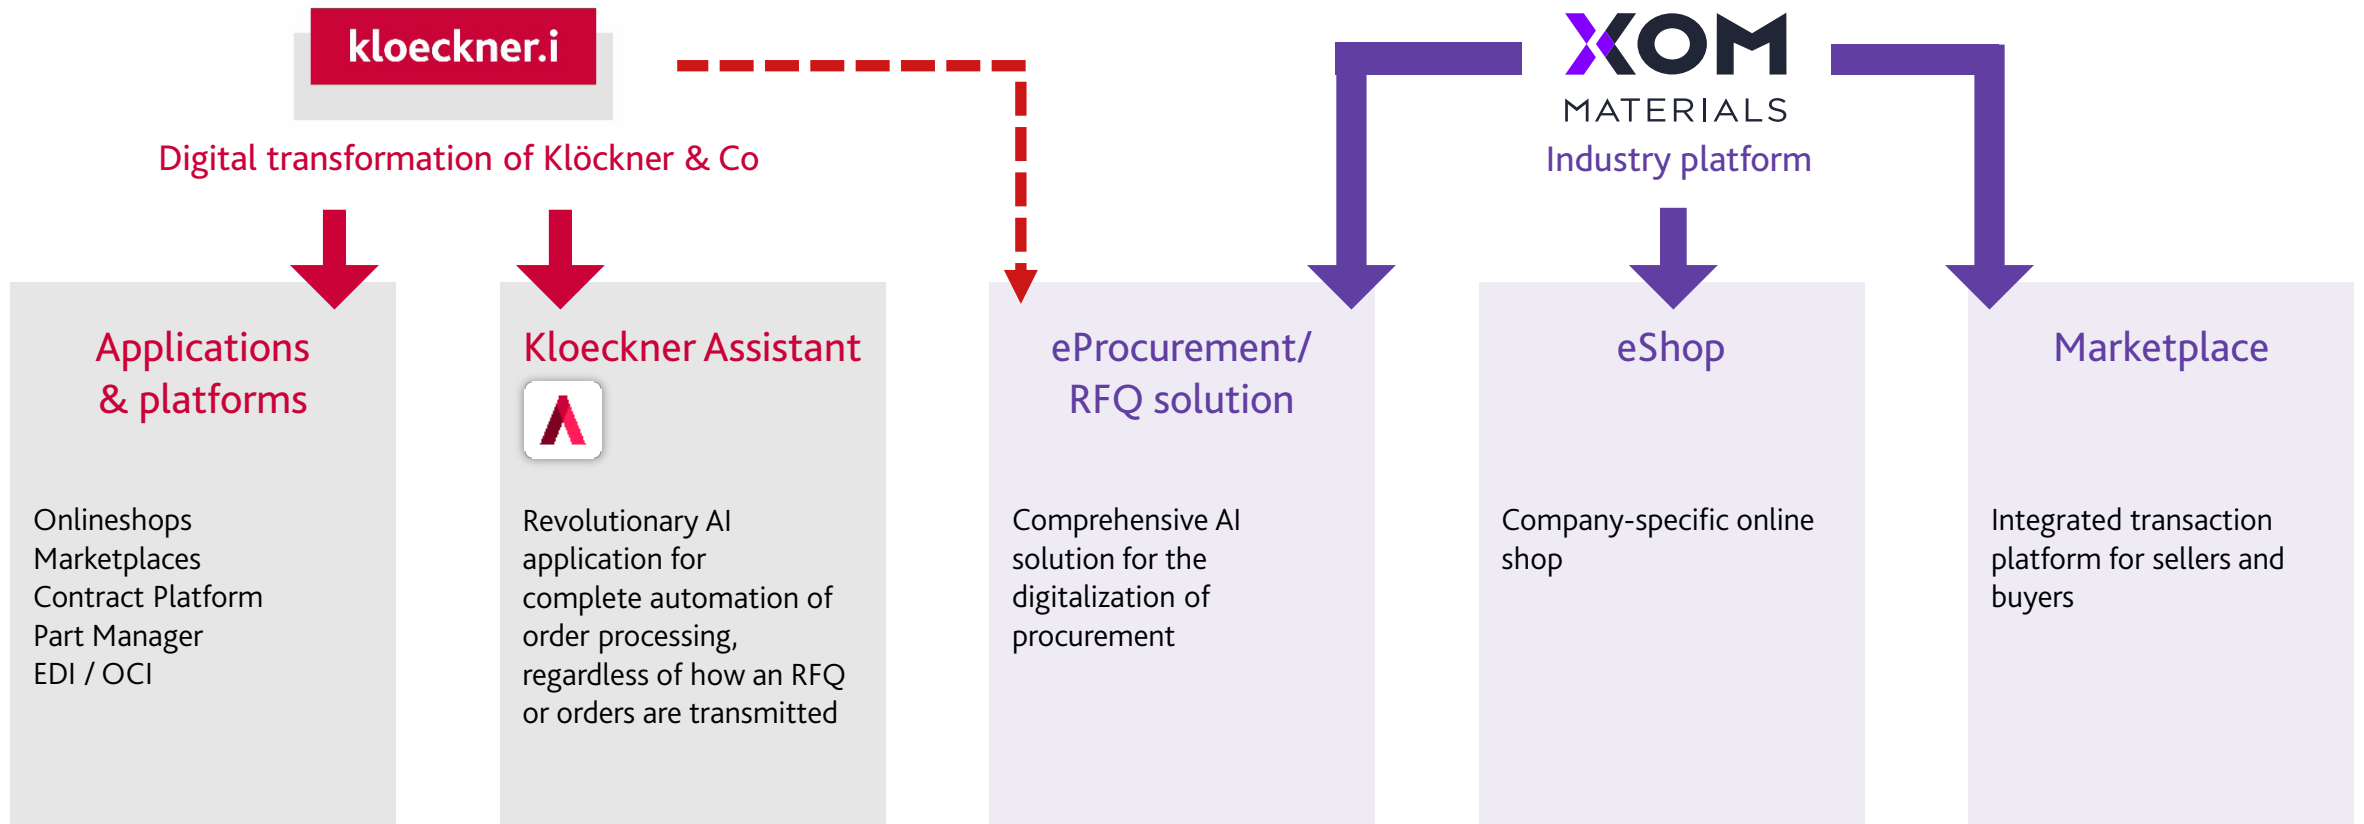 kloeckner.i
XOM
MATERIALS
Digital transformation of Klöckner & Co
Industry platform
Applications
& platforms
Onlineshops
Marketplaces
Contract Platform
Part Manager
EDI / OCI
Kloeckner Assistant
Revolutionary AI
application for
complete automation of
order processing,
regardless of how an RFQ
or orders are transmitted
eProcurement/
RFQ solution
Comprehensive AI
solution for the
digitalization of
procurement
eShop
Company-specific online
shop
Marketplace
Integrated transaction
platform for sellers and
buyers